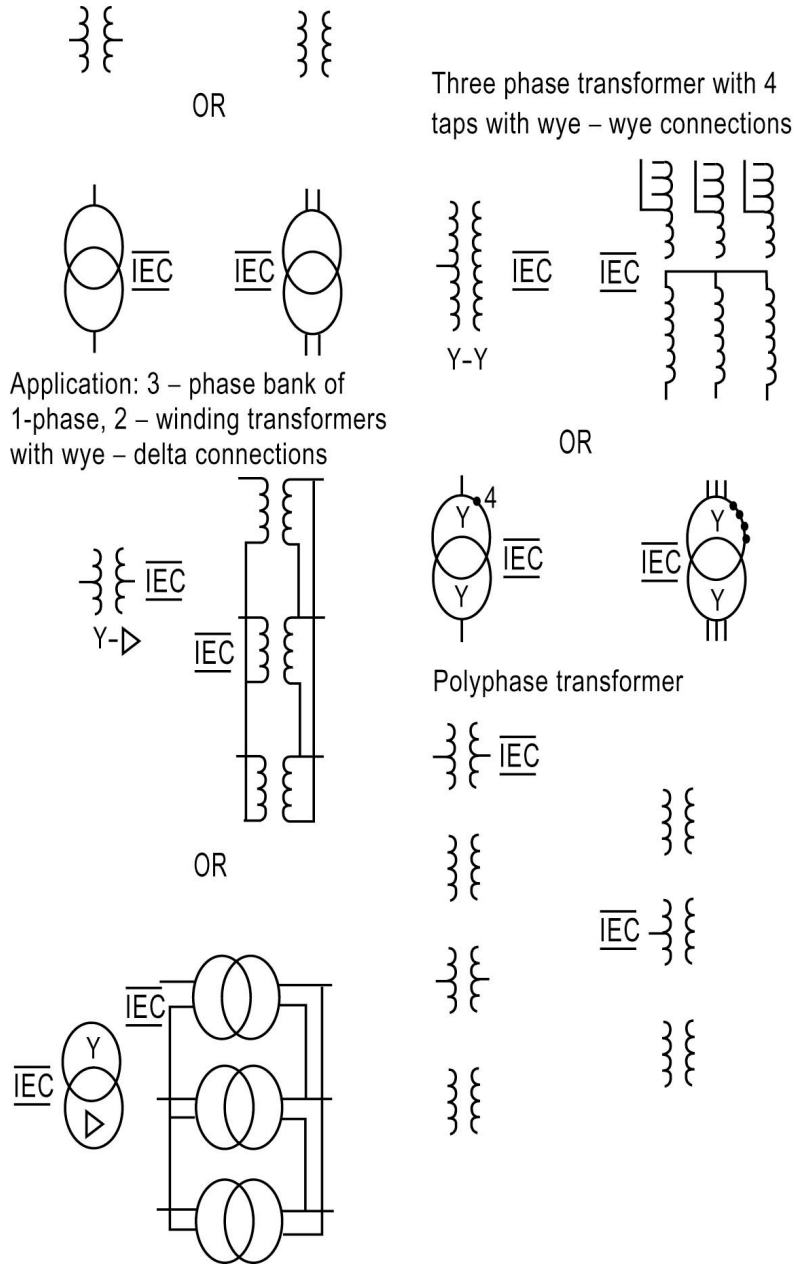 OR
IEC
IEC
Application: 3 – phase bank of
1-phase, 2 – winding transformers
with wye – delta connections
IEC
Y-▷
IEC
OR
IEC
Y
IEC
Three phase transformer with 4
taps with wye – wye connections
IEC
IEC
Y-Y
OR
4
Y
IEC
Y
Y
IEC
Y
Polyphase transformer
IEC
IEC